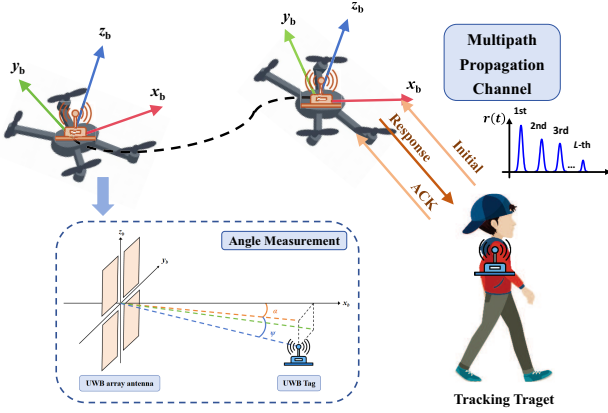 z_b
y_b
x_b
z_b
y_b
x_b
Multipath
Propagation
Channel
Response
Initial
ACK
r(t)
1st
2nd
3rd
...
L-th
Angle Measurement
z_b
y_b
x_b
α
ψ
UWB array antenna
UWB Tag
Tracking Traget